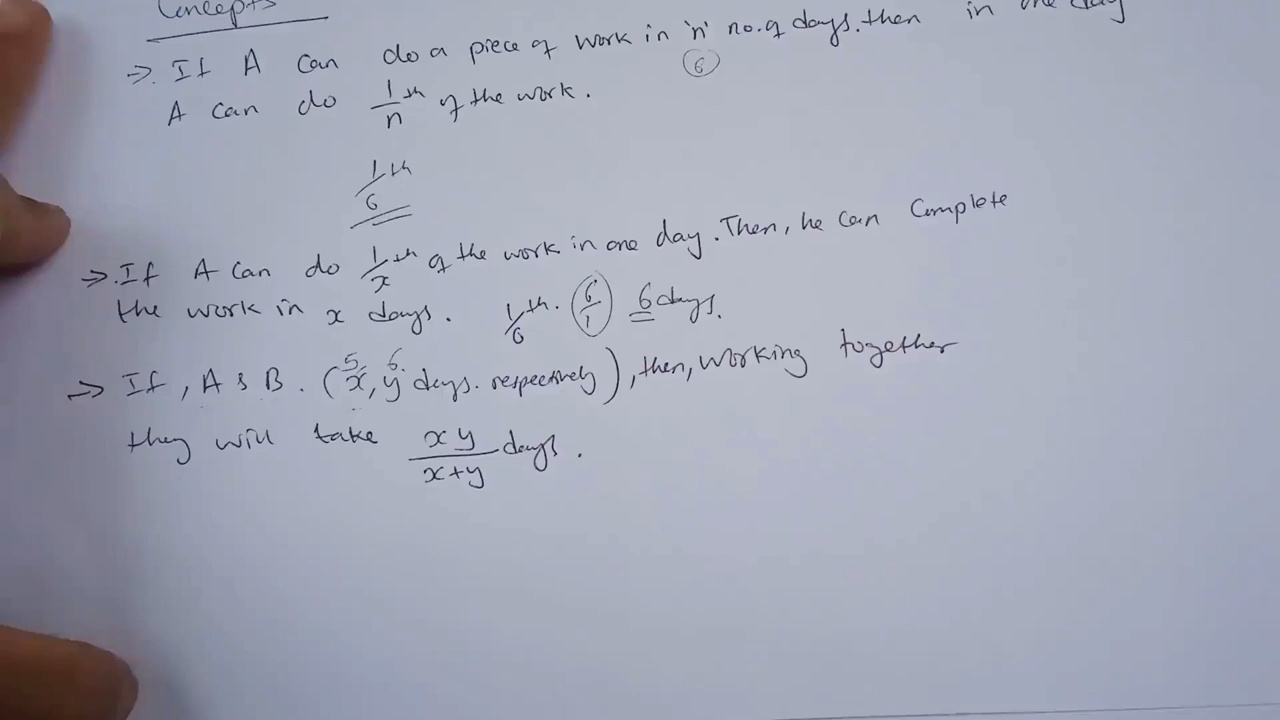 Concepts
→. If A can do a piece of work in 'n' no. of days. then in one day
6
A can do 1/n th of the work.
1/6 th
→. If A can do 1/x th of the work in one day. Then, he can Complete
the work in x days. 1/6 th. 6/1 6 days.
5 6.
→ If, A & B. (x, y days. respectively), then, working together
they will take xy/x+y days.